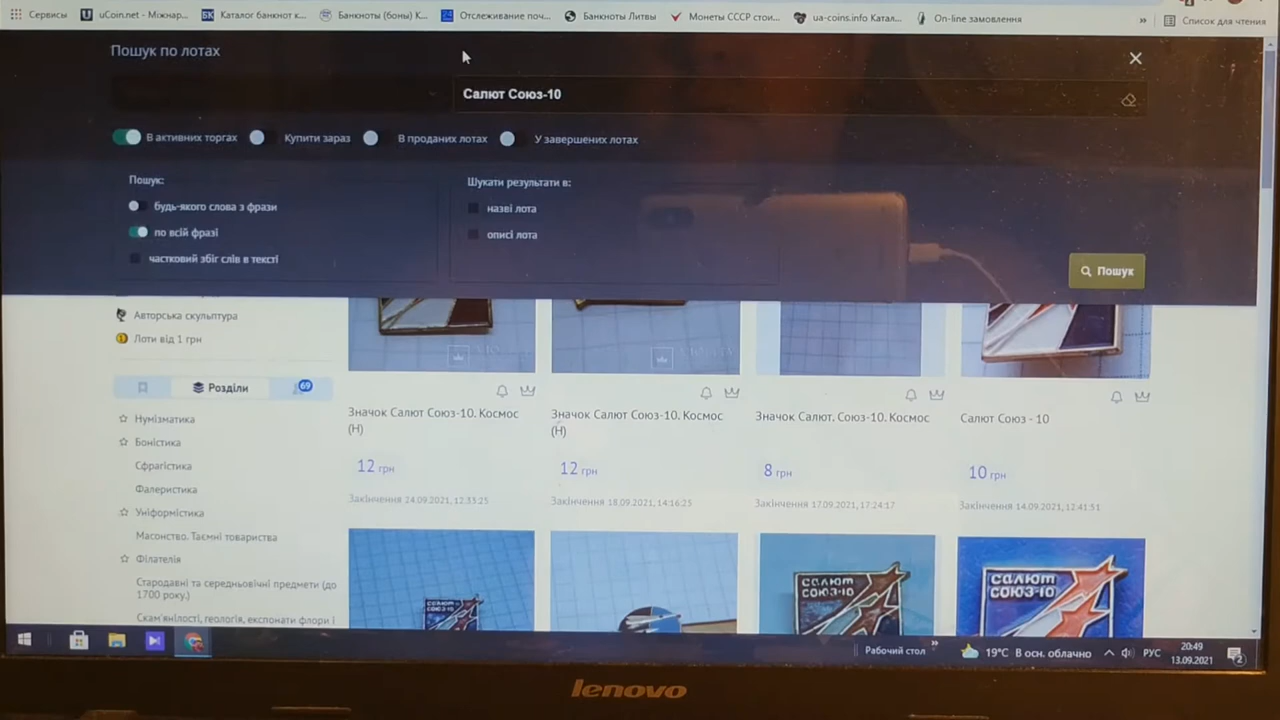 Сервисы uCoin.net - Міжнар... Каталог банкнот к... Банкноты (боны) К... Отслеживание поч... Банкноты Литвы Монеты СССР стои... ua-coins.info Катал... On-line замовлення » Список для чтения
Пошук по лотах
Салют Союз-10
В активних торгах Купити зараз В проданих лотах У завершених лотах
Пошук: Шукати результати в:
будь-якого слова з фрази назві лота
по всій фразі описі лота
частковий збіг слів в тексті
Пошук
Авторська скульптура
Лоти від 1 грн
Розділи 69
Нумізматика
Боністика
Сфрагістика
Фалеристика
Уніформістика
Масонство. Таємні товариства
Філателія
Стародавні та середньовічні предмети (до
1700 року.)
Скам'янілості, геологія, експонати флори і
Значок Салют Союз-10. Космос
(Н)
12 грн
Закінчення 24.09.2021, 12:33:25
Значок Салют Союз-10. Космос
(Н)
12 грн
Закінчення 18.09.2021, 14:16:25
Значок Салют. Союз-10. Космос
8 грн
Закінчення 17.09.2021, 17:24:17
Салют Союз - 10
10 грн
Закінчення 14.09.2021, 12:41:51
САЛЮТ
СОЮЗ-10
САЛЮТ
СОЮЗ-10
САЛЮТ
СОЮЗ-10
Рабочий стол » 19°C В осн. облачно РУС 20:49
13.09.2021 2
lenovo